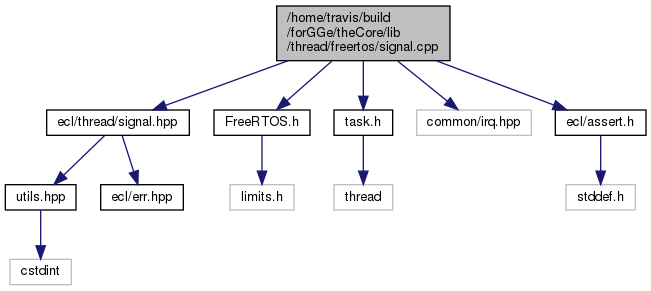 /home/travis/build
/forGGe/theCore/lib
/thread/freertos/signal.cpp
ecl/thread/signal.hpp
FreeRTOS.h
task.h
common/irq.hpp
ecl/assert.h
utils.hpp
ecl/err.hpp
limits.h
thread
stddef.h
cstdint